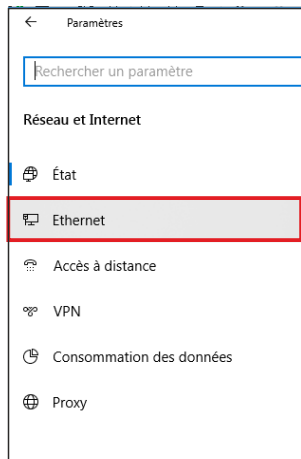 Paramètres
Rechercher un paramètre
Réseau et Internet
État
Ethernet
Accès à distance
VPN
Consommation des données
Proxy